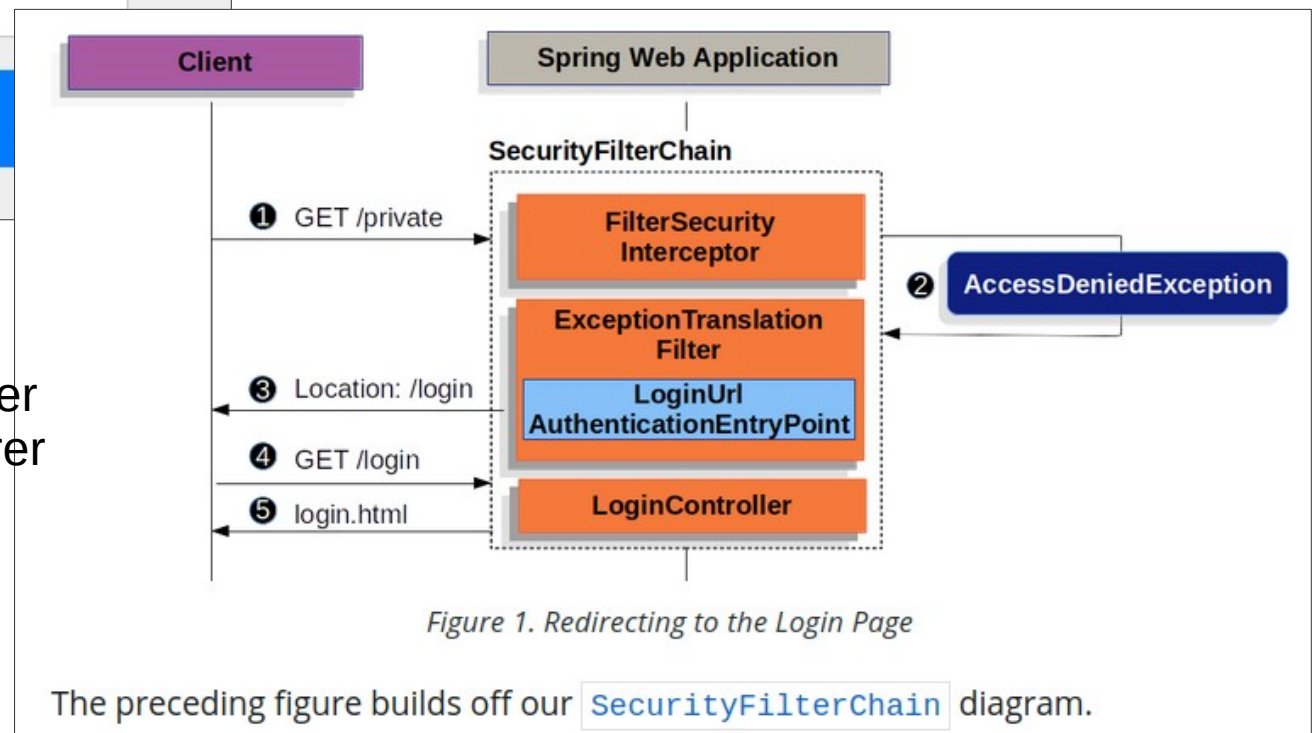 Client
Spring Web Application
SecurityFilterChain
❶ GET /private
FilterSecurity
Interceptor
❷ AccessDeniedException
ExceptionTranslation
Filter
❸ Location: /login
LoginUrl
AuthenticationEntryPoint
❹ GET /login
❺ login.html
LoginController
er
rer
Figure 1. Redirecting to the Login Page
The preceding figure builds off our SecurityFilterChain diagram.